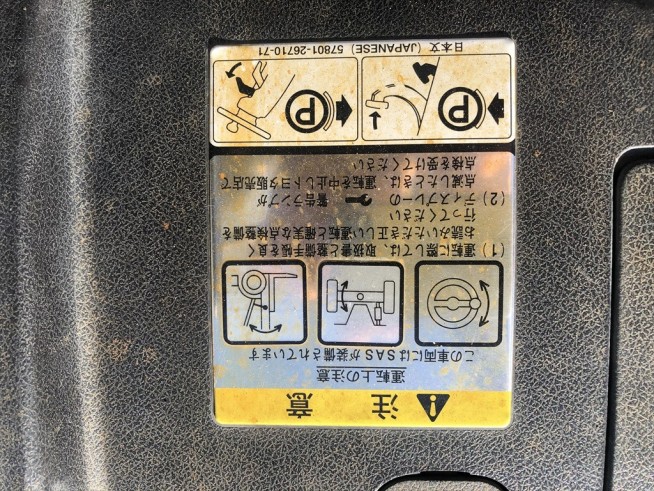 注 意
運転上の注意
この車両にはSASが装備されています
(1) 運転に際しては、取扱書と整備手帳を良く
お読みいただき正しい運転と確実な点検整備を
行ってください
(2) ディスプレーの 警告ランプが
点滅したときは、運転を中止しトヨタ販売店で
点検を受けてください
P
P
日本文 (JAPANESE) 57801-26710-71